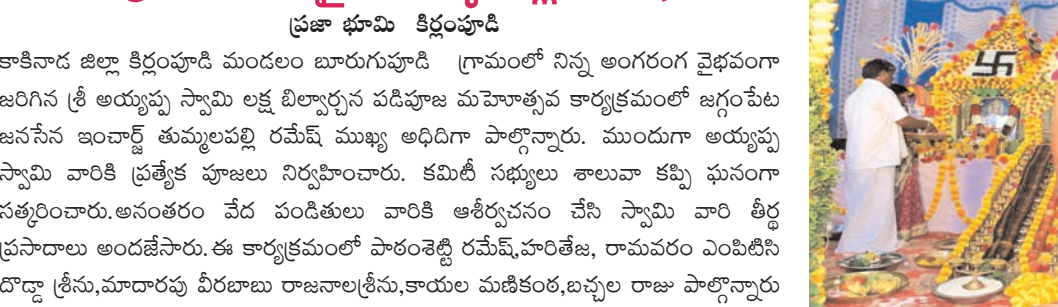 ప్రజా భూమి కిర్లంపూడి
కాకినాడ జిల్లా కిర్లంపూడి మండలం బూరుగుపూడి గ్రామంలో నిన్న అంగరంగ వైభవంగా
జరిగిన శ్రీ అయ్యప్ప స్వామి లక్ష బిల్వార్చన పడిపూజ మహెూత్సవ కార్యక్రమంలో జగ్గంపేట
జనసేన ఇంచార్జ్ తుమ్మలపల్లి రమేష్ ముఖ్య అధిదిగా పాల్గొన్నారు. ముందుగా అయ్యప్ప
స్వామి వారికి ప్రత్యేక పూజలు నిర్వహించారు. కమిటీ సభ్యులు శాలువా కప్పి ఘనంగా
సత్కరించారు.అనంతరం వేద పండితులు వారికి ఆశీర్వచనం చేసి స్వామి వారి తీర్థ
ప్రసాదాలు అందజేసారు.ఈ కార్యక్రమంలో పాఠంశెట్టి రమేష్,హరితేజ, రామవరం ఎంపిటిసి
దొడ్డా శ్రీను,మాదారపు వీరబాబు రాజనాలశ్రీను,కాయల మణికంఠ,బచ్చల రాజు పాల్గొన్నారు